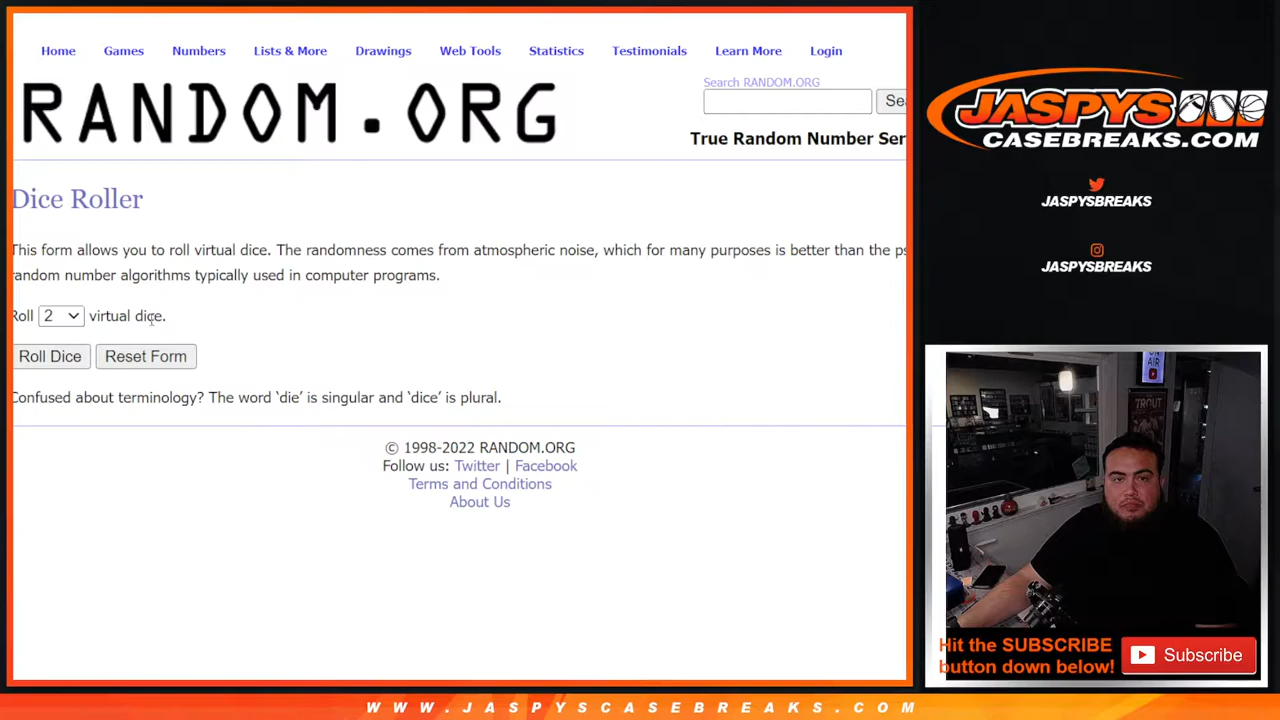 Home Games Numbers Lists & More Drawings Web Tools Statistics Testimonials Learn More Login
RANDOM.ORG
Search RANDOM.ORG
Sea
True Random Number Ser
Dice Roller
This form allows you to roll virtual dice. The randomness comes from atmospheric noise, which for many purposes is better than the ps
random number algorithms typically used in computer programs.
Roll 2 virtual dice.
Roll Dice Reset Form
Confused about terminology? The word ‘die’ is singular and ‘dice’ is plural.
© 1998-2022 RANDOM.ORG
Follow us: Twitter | Facebook
Terms and Conditions
About Us
JASPYS
CASEBREAKS.COM
JASPYSBREAKS
JASPYSBREAKS
ON
AIR
TROUT
Hit the SUBSCRIBE
button down below!
Subscribe
WWW.JASPYSCASEBREAKS.COM